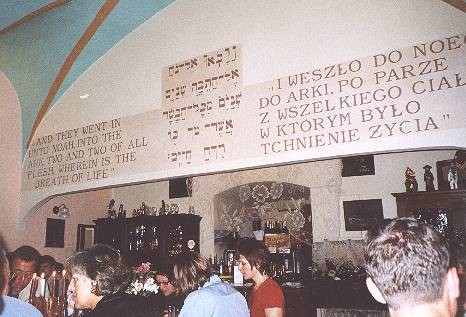 "AND THEY WENT IN
UNTO NOAH, INTO THE
ARK, TWO AND TWO OF ALL
FLESH, WHEREIN IS THE
BREATH OF LIFE"
ויבאו אל־נח
אל־התבה שנים
שנים מכל־הבשר
אשר בו
רוח חיים
„I WESZŁO DO NOEG
DO ARKI, PO PARZE
Z WSZELKIEGO CIAŁ
W KTÓRYM BYŁO
TCHNIENIE ŻYCIA"